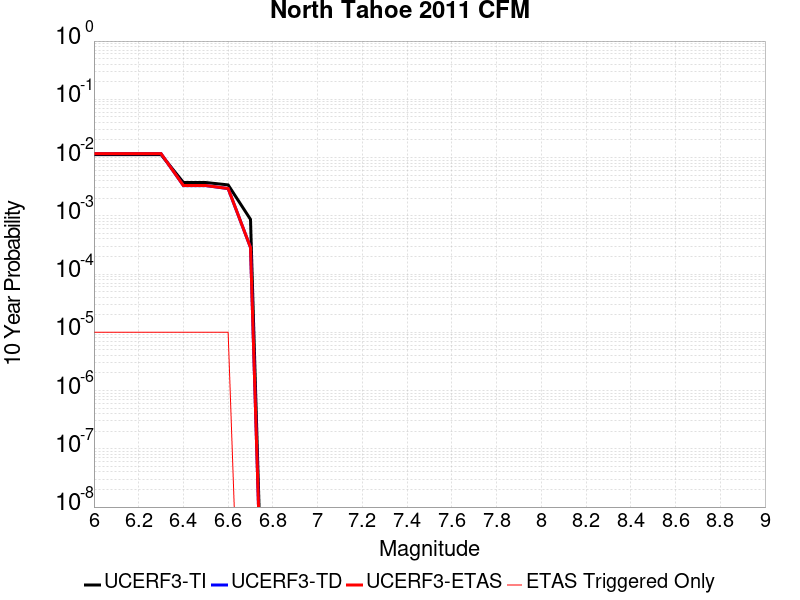 North Tahoe 2011 CFM
10 0
10 -1
10 -2
10 -3
10 -4
10 -5
10 -6
10 -7
10 -8
10 Year Probability
6 6.2 6.4 6.6 6.8 7 7.2 7.4 7.6 7.8 8 8.2 8.4 8.6 8.8 9
Magnitude
UCERF3-TI UCERF3-TD UCERF3-ETAS ETAS Triggered Only